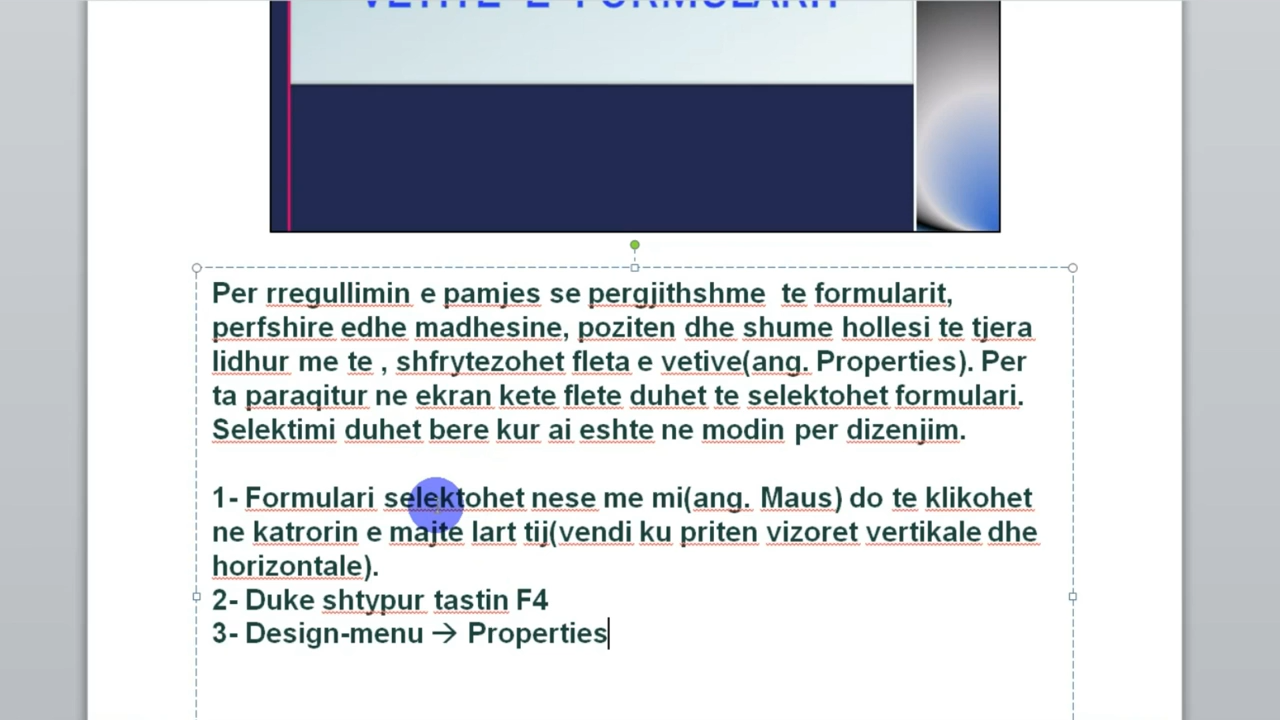 VETITE E FORMULARIT
Per rregullimin e pamjes se pergjithshme te formularit,
perfshire edhe madhesine, poziten dhe shume hollesi te tjera
lidhur me te , shfrytezohet fleta e vetive(ang. Properties). Per
ta paraqitur ne ekran kete flete duhet te selektohet formulari.
Selektimi duhet bere kur ai eshte ne modin per dizenjim.
1- Formulari selektohet nese me mi(ang. Maus) do te klikohet
ne katrorin e majte lart tij(vendi ku priten vizoret vertikale dhe
horizontale).
2- Duke shtypur tastin F4
3- Design-menu → Properties